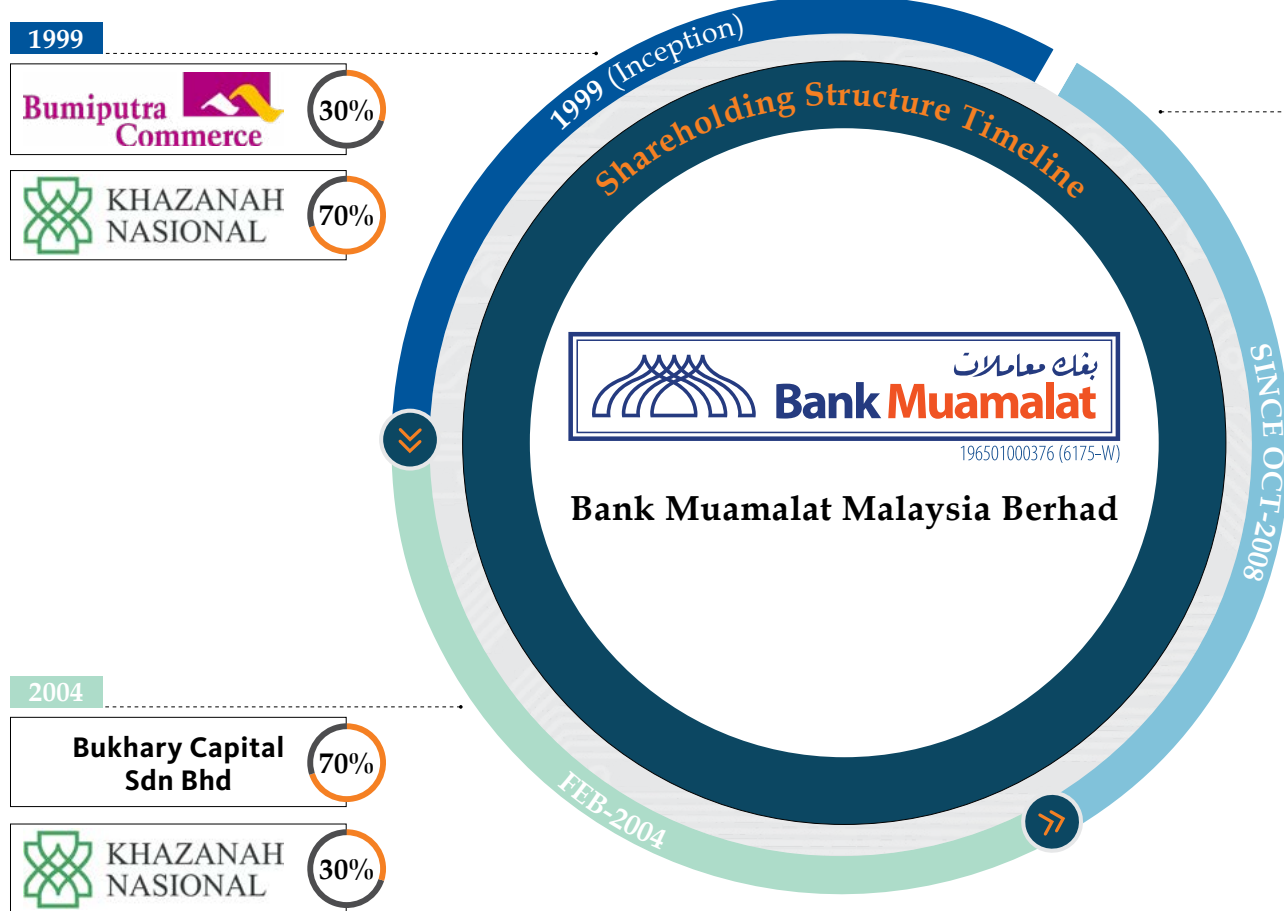 1999
Bumiputra
Commerce
30%
KHAZANAH
NASIONAL
70%
1999 (Inception)
Shareholding Structure Timeline
بنك معاملات
Bank Muamalat
196501000376 (6175-W)
Bank Muamalat Malaysia Berhad
SINCE OCT-2008
2004
Bukhary Capital
Sdn Bhd
70%
KHAZANAH
NASIONAL
30%
FEB-2004